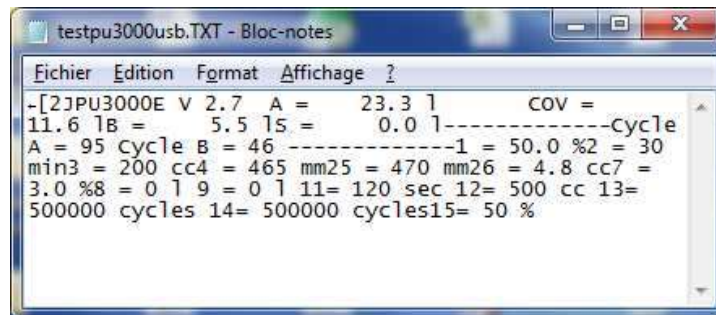 testpu3000usb.TXT - Bloc-notes
Fichier Edition Format Affichage ?
←[2JPU3000E V 2.7 A = 23.3 l COV =
11.6 lB = 5.5 lS = 0.0 l--------------Cycle
A = 95 Cycle B = 46 --------------1 = 50.0 %2 = 30
min3 = 200 cc4 = 465 mm25 = 470 mm26 = 4.8 cc7 =
3.0 %8 = 0 l 9 = 0 l 11= 120 sec 12= 500 cc 13=
500000 cycles 14= 500000 cycles15= 50 %